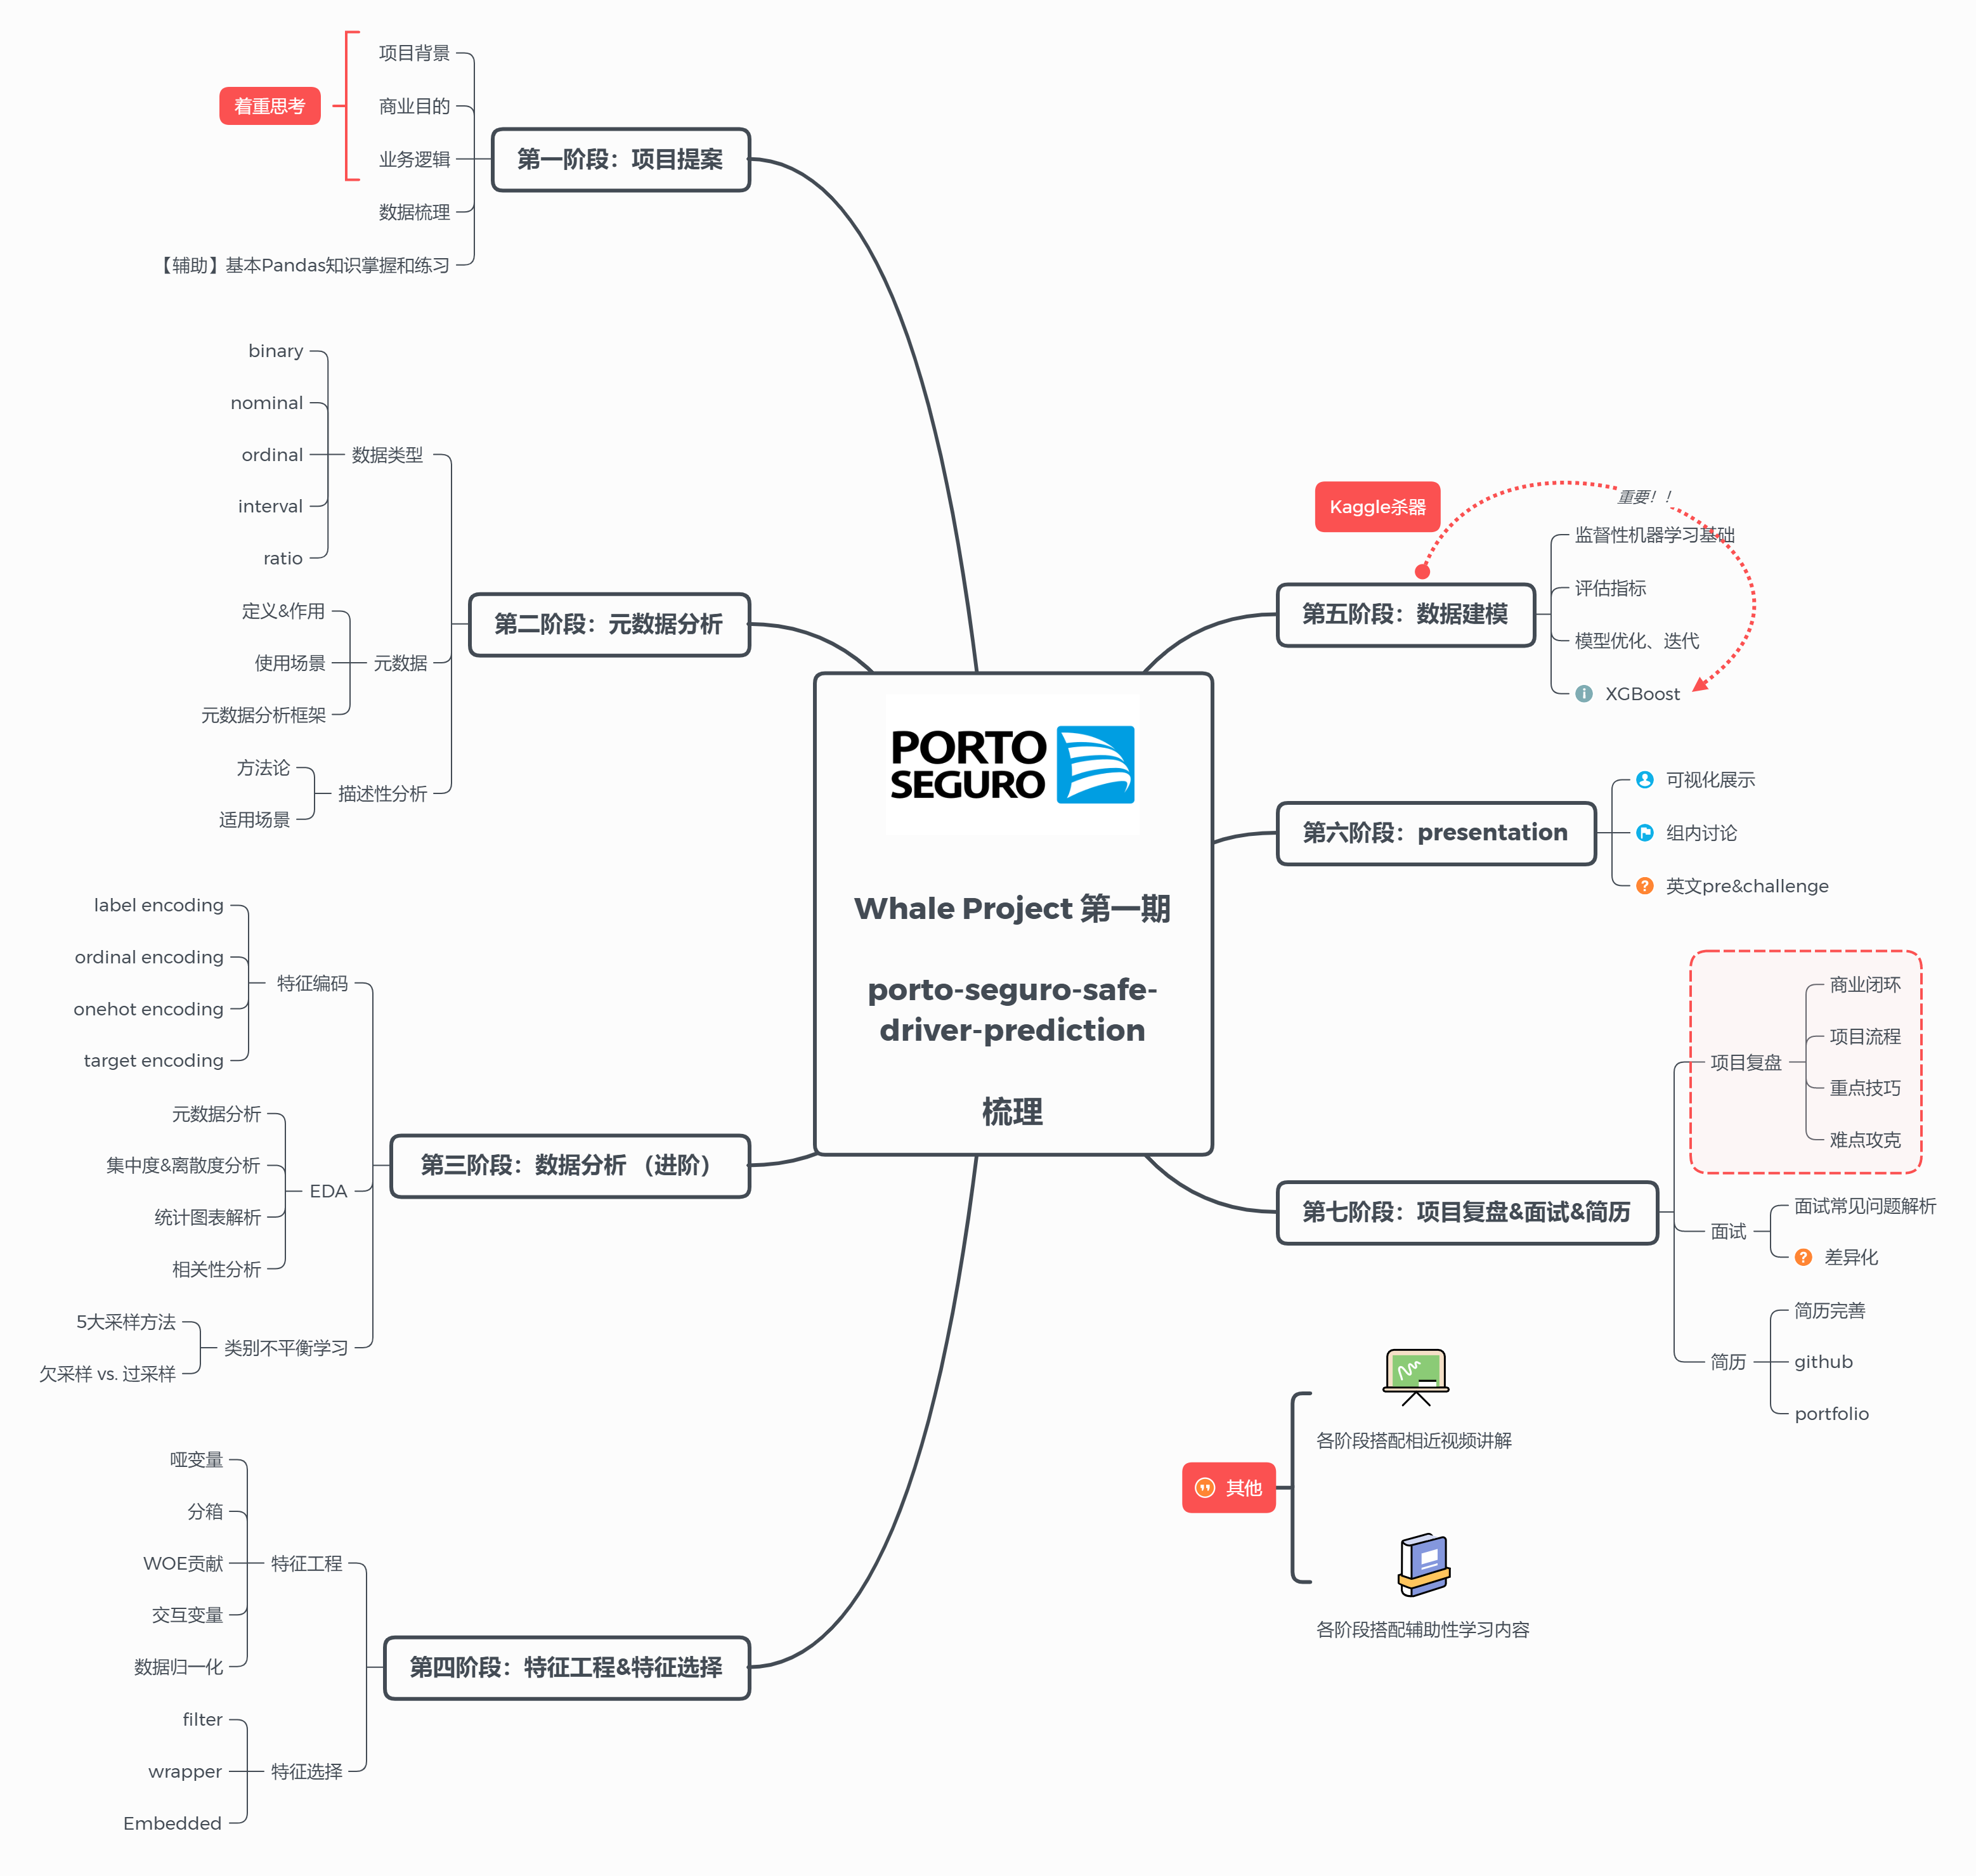 项目背景
商业目的
业务逻辑
着重思考
数据梳理
【辅助】基本Pandas知识掌握和练习
第一阶段：项目提案
binary
nominal
ordinal
interval
ratio
数据类型
定义&作用
使用场景
元数据分析框架
元数据
方法论
适用场景
描述性分析
第二阶段：元数据分析
label encoding
ordinal encoding
onehot encoding
target encoding
特征编码
元数据分析
集中度&离散度分析
统计图表解析
相关性分析
EDA
5大采样方法
欠采样 vs. 过采样
类别不平衡学习
第三阶段：数据分析（进阶）
哑变量
分箱
WOE贡献
交互变量
数据归一化
特征工程
filter
wrapper
Embedded
特征选择
第四阶段：特征工程&特征选择
PORTO
SEGURO
Whale Project 第一期
porto-seguro-safe-
driver-prediction
梳理
Kaggle杀器
重要！！
第五阶段：数据建模
监督性机器学习基础
评估指标
模型优化、迭代
XGBoost
第六阶段：presentation
可视化展示
组内讨论
英文pre&challenge
第七阶段：项目复盘&面试&简历
项目复盘
商业闭环
项目流程
重点技巧
难点攻克
面试
面试常见问题解析
差异化
简历
简历完善
github
portfolio
其他
各阶段搭配相近视频讲解
各阶段搭配辅助性学习内容